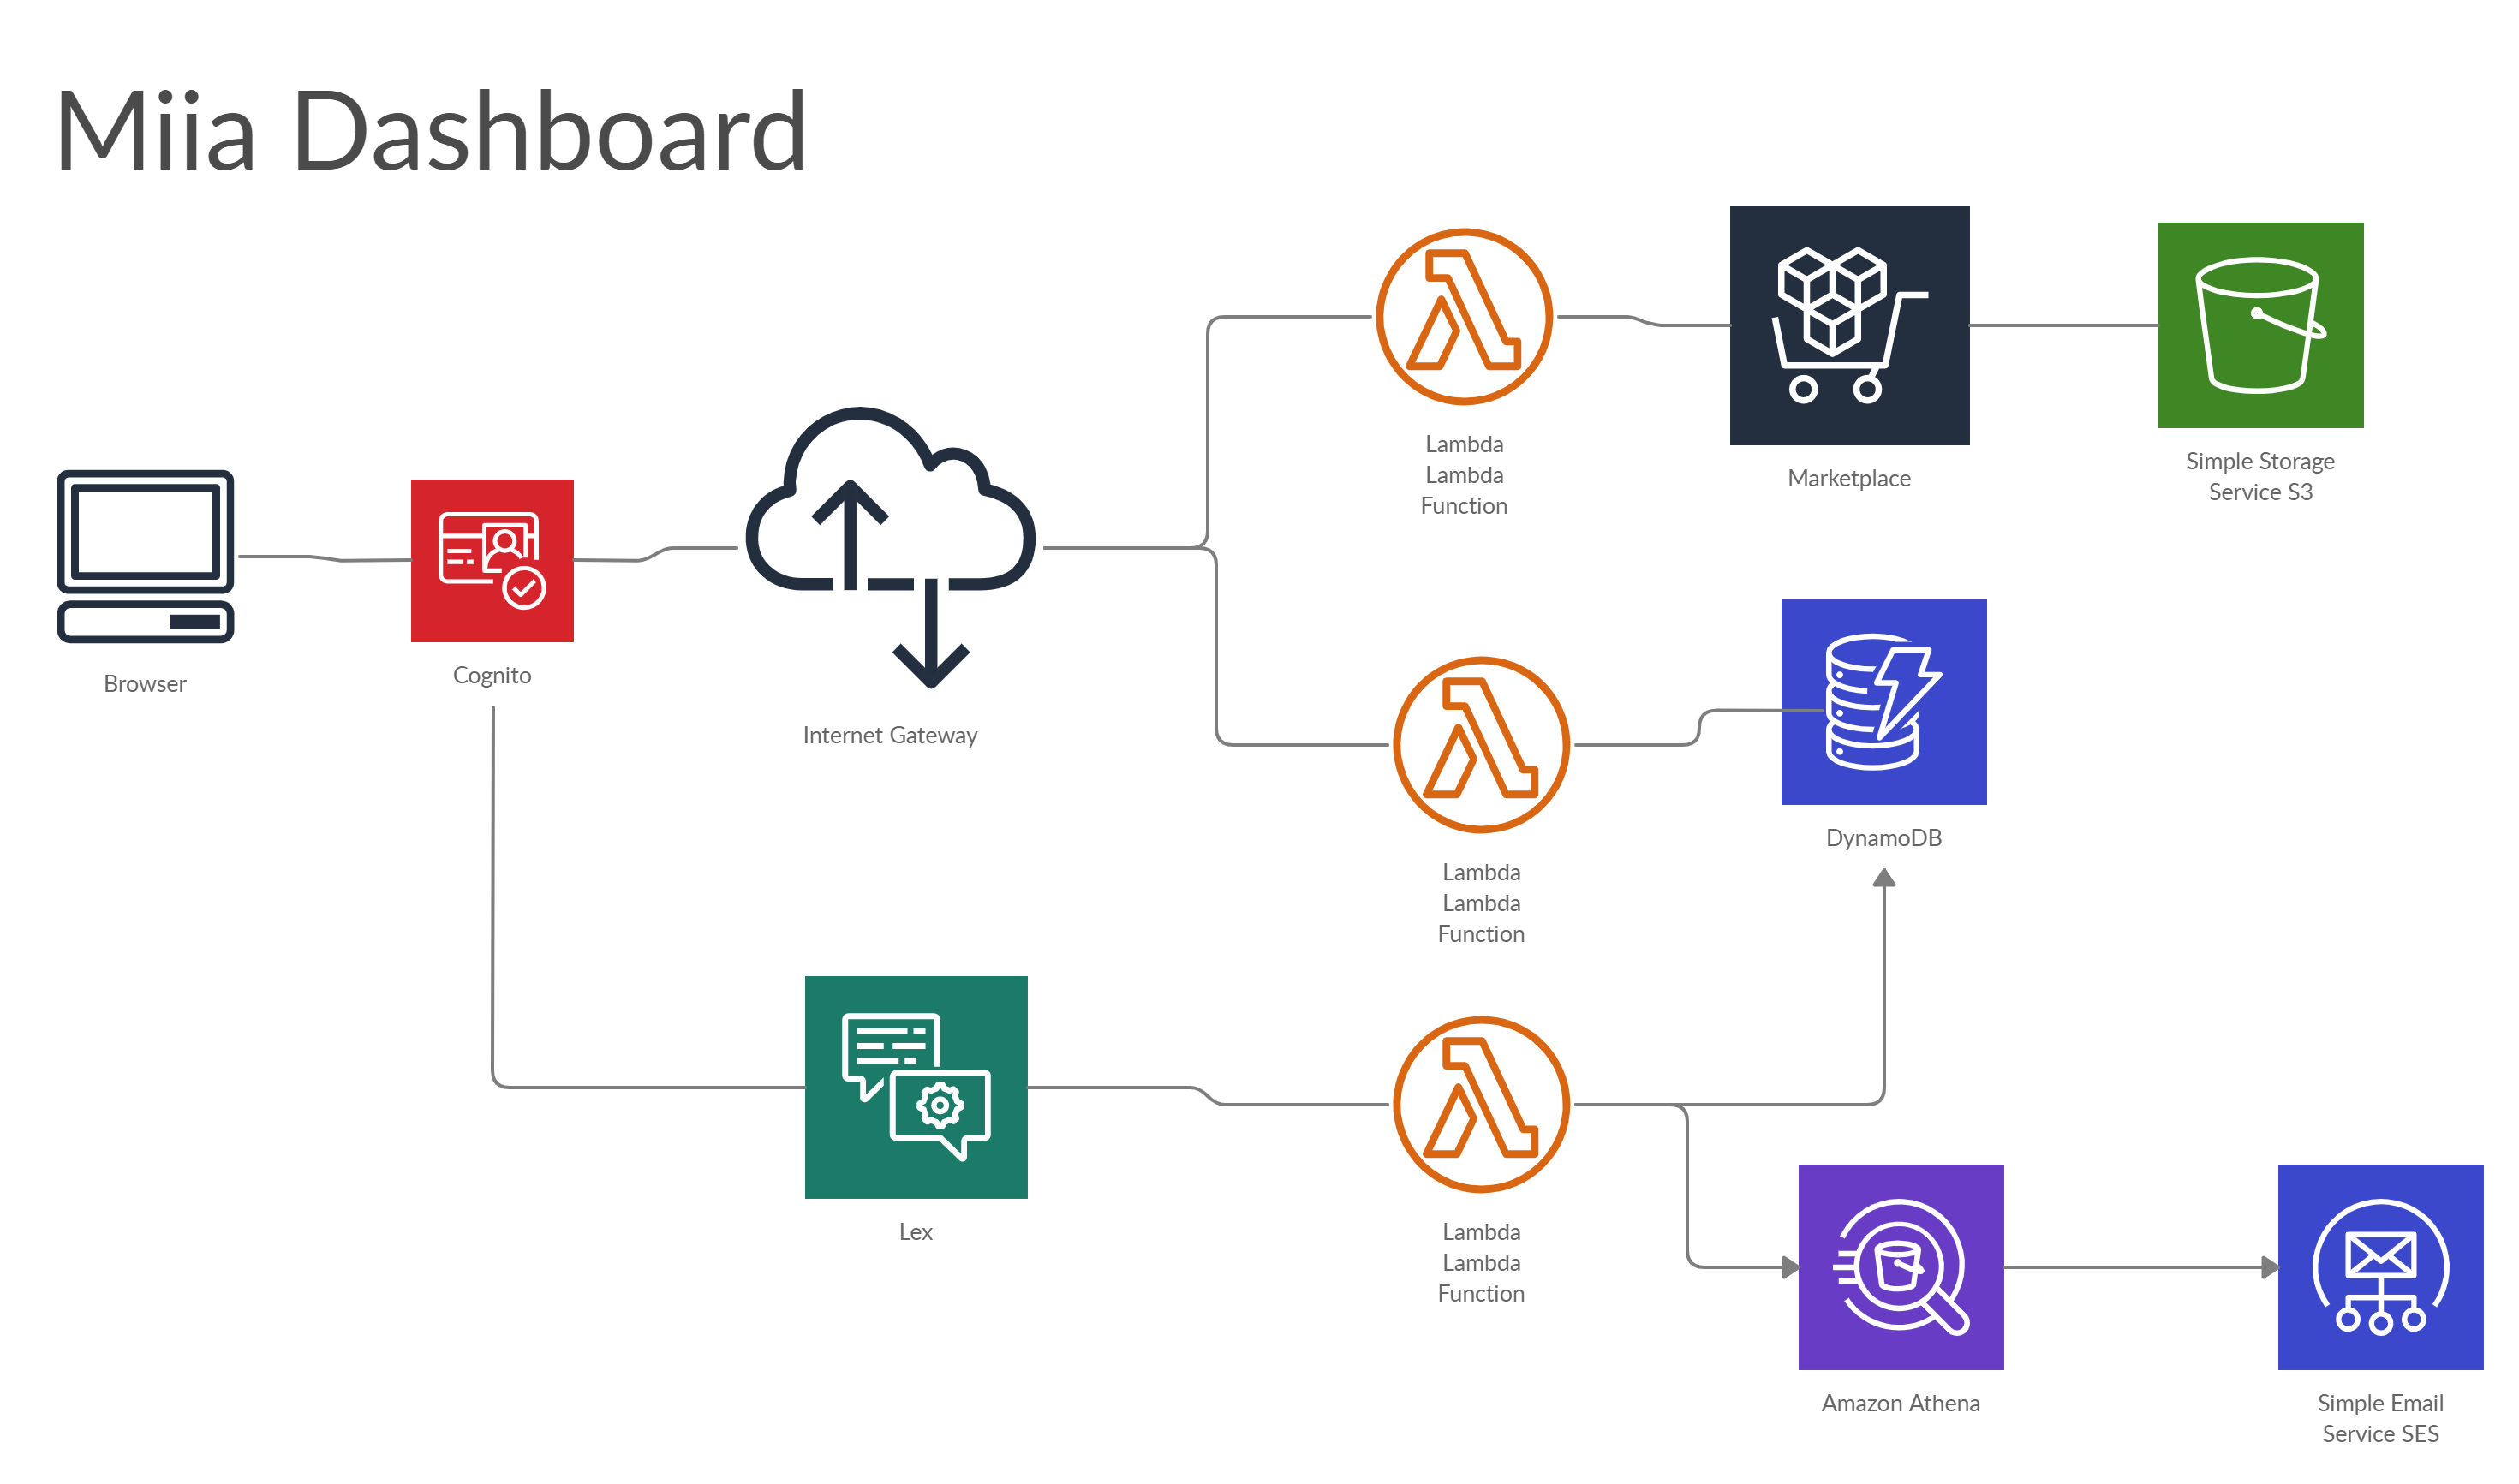 Miia Dashboard
Lambda
Lambda
Function
Marketplace
Simple Storage
Service S3
Browser
Cognito
Internet Gateway
Lambda
Lambda
Function
DynamoDB
Lex
Lambda
Lambda
Function
Amazon Athena
Simple Email
Service SES